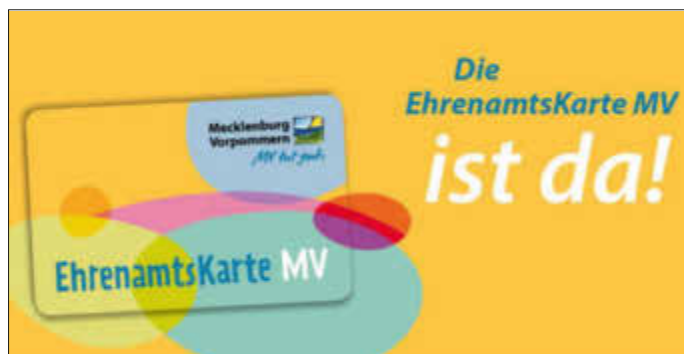 Die
EhrenamtsKarte MV
ist da!
Mecklenburg
Vorpommern
MV tut gut.
EhrenamtsKarte MV